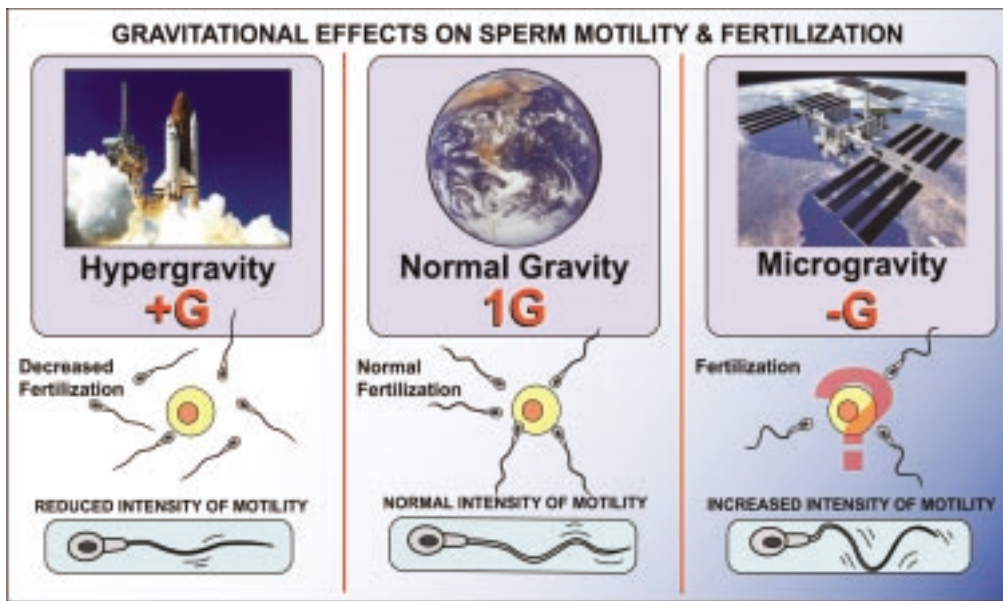 GRAVITATIONAL EFFECTS ON SPERM MOTILITY & FERTILIZATION
Hypergravity
+G
Decreased
Fertilization
REDUCED INTENSITY OF MOTILITY
Normal Gravity
1G
Normal
Fertilization
NORMAL INTENSITY OF MOTILITY
Microgravity
-G
Fertilization
?
INCREASED INTENSITY OF MOTILITY